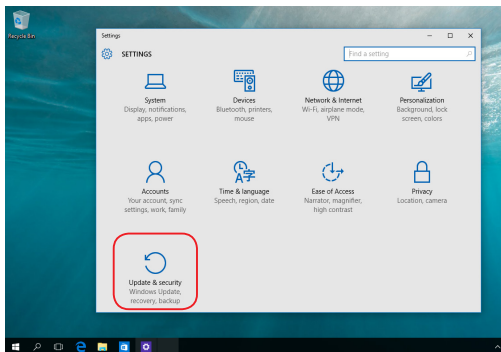 Recycle Bin
Settings
SETTINGS
Find a setting
System
Display, notifications,
apps, power
Devices
Bluetooth, printers,
mouse
Network & Internet
Wi-Fi, airplane mode,
VPN
Personalization
Background, lock
screen, colors
Accounts
Your account, sync
settings, work, family
Time & language
Speech, region, date
Ease of Access
Narrator, magnifier,
high contrast
Privacy
Location, camera
Update & security
Windows Update,
recovery, backup